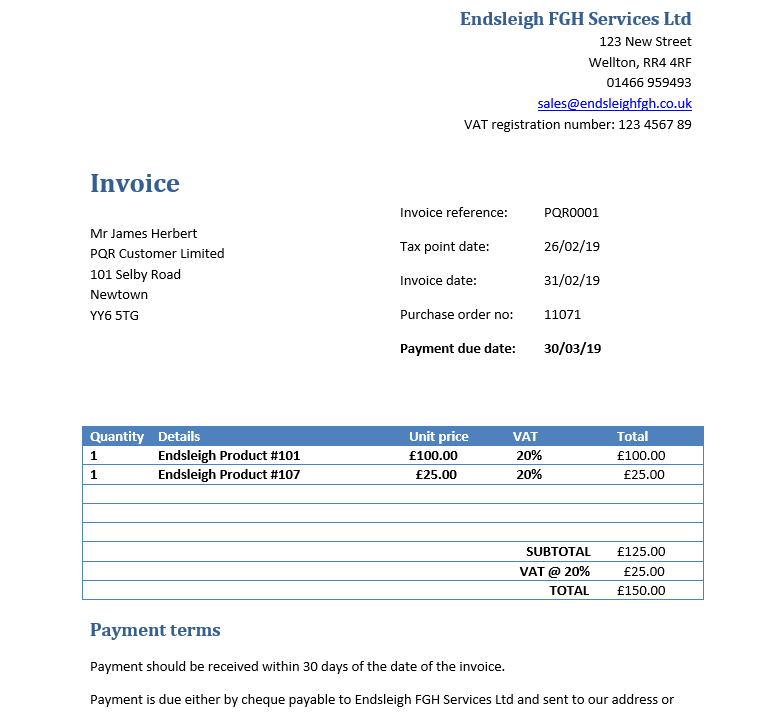 Endsleigh FGH Services Ltd
123 New Street
Wellton, RR4 4RF
01466 959493
sales@endsleighfgh.co.uk
VAT registration number: 123 4567 89
Invoice
Mr James Herbert
PQR Customer Limited
101 Selby Road
Newtown
YY6 5TG
Invoice reference: PQR0001
Tax point date: 26/02/19
Invoice date: 31/02/19
Purchase order no: 11071
Payment due date: 30/03/19
Quantity Details Unit price VAT Total
1 Endsleigh Product #101 £100.00 20% £100.00
1 Endsleigh Product #107 £25.00 20% £25.00
SUBTOTAL £125.00
VAT @ 20% £25.00
TOTAL £150.00
Payment terms
Payment should be received within 30 days of the date of the invoice.
Payment is due either by cheque payable to Endsleigh FGH Services Ltd and sent to our address or